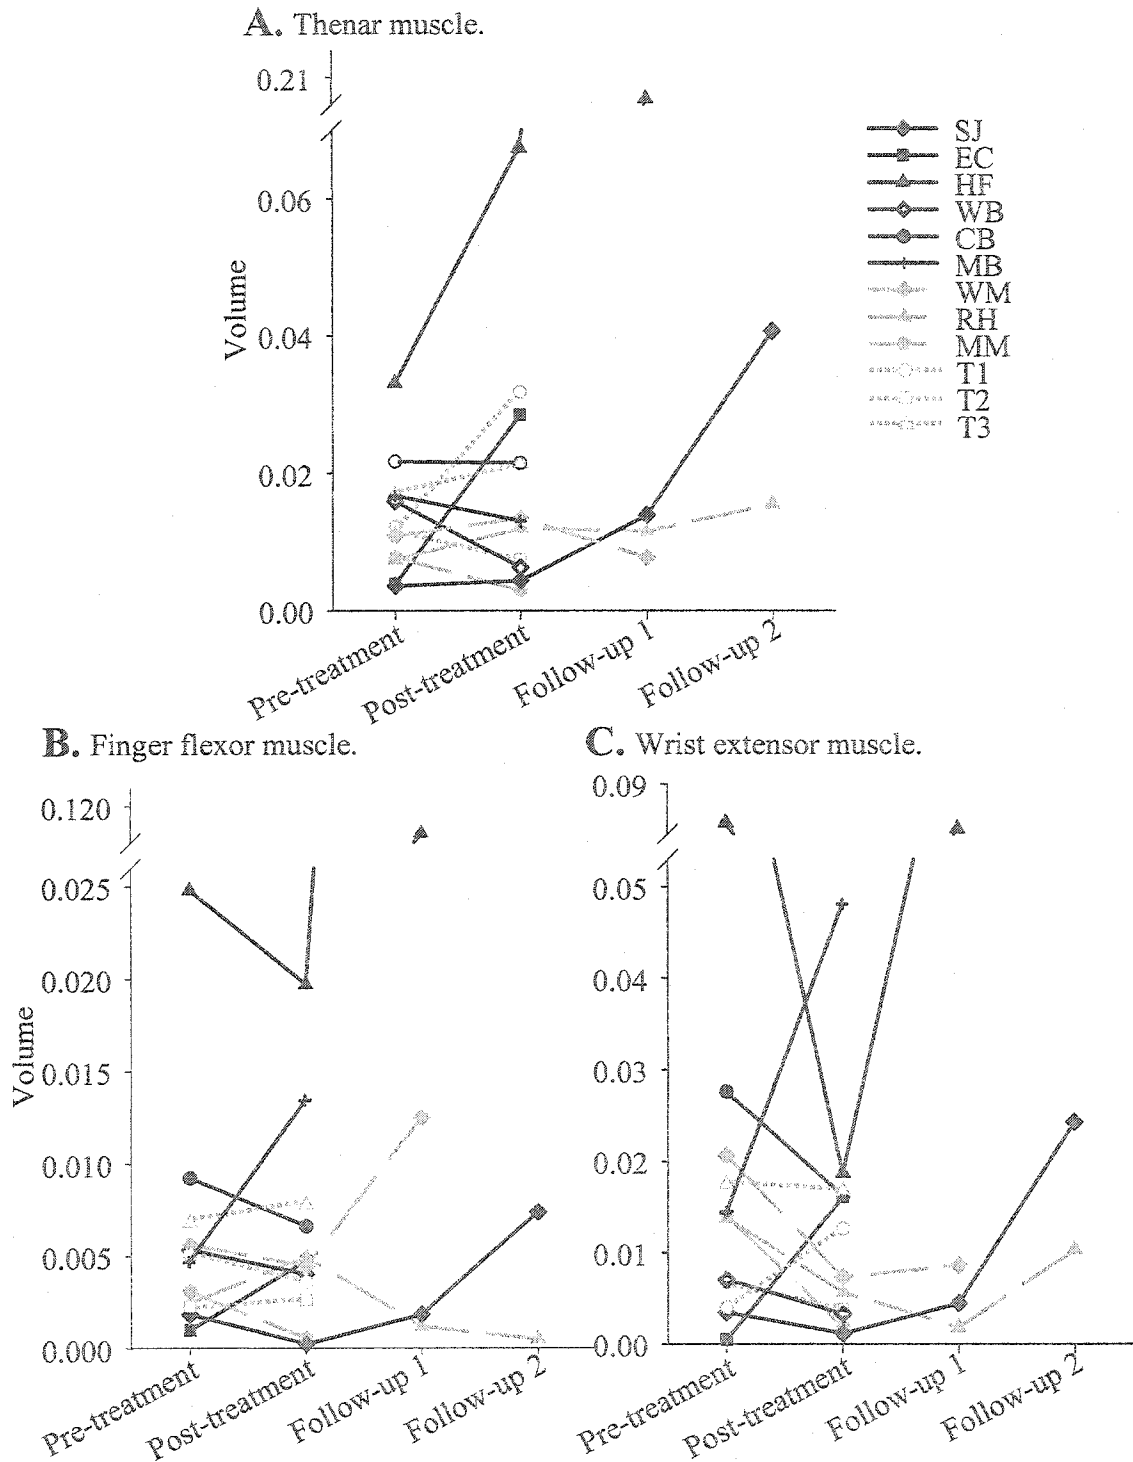 A. Thenar muscle.
0.21
0.06
0.04
0.02
0.00
Volume
Pre-treatment
Post-treatment
Follow-up 1
Follow-up 2
SJ
EC
HF
WB
CB
MB
WM
RH
MM
T1
T2
T3
B. Finger flexor muscle.
0.120
0.025
0.020
0.015
0.010
0.005
0.000
Volume
Pre-treatment
Post-treatment
Follow-up 1
Follow-up 2
C. Wrist extensor muscle.
0.09
0.05
0.04
0.03
0.02
0.01
0.00
Pre-treatment
Post-treatment
Follow-up 1
Follow-up 2